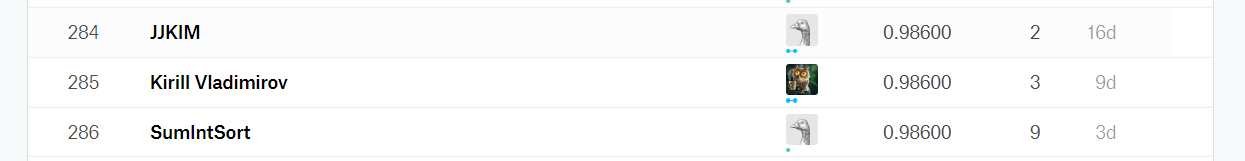 284 JJKIM 0.98600 2 16d
285 Kirill Vladimirov 0.98600 3 9d
286 SumIntSort 0.98600 9 3d